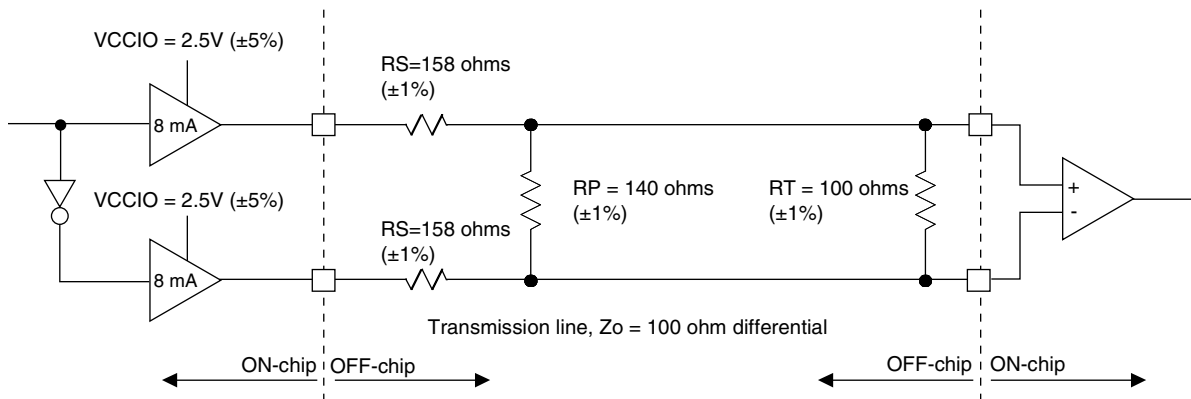 VCCIO = 2.5V (±5%)
8 mA
RS=158 ohms
(±1%)
VCCIO = 2.5V (±5%)
8 mA
RS=158 ohms
(±1%)
RP = 140 ohms
(±1%)
RT = 100 ohms
(±1%)
+
-
Transmission line, Zo = 100 ohm differential
ON-chip
OFF-chip
OFF-chip
ON-chip